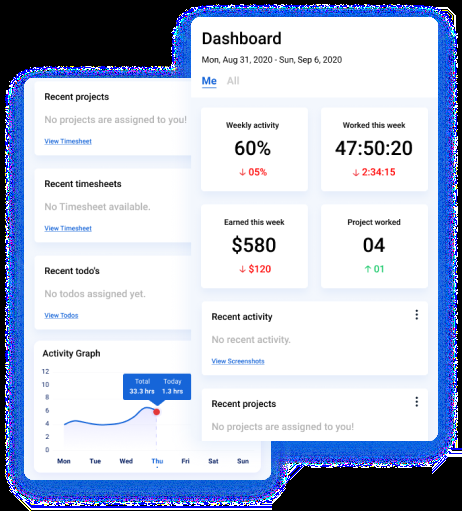 Dashboard
Mon, Aug 31, 2020 - Sun, Sep 6, 2020
Me All
Weekly activity
60%
↓ 05%
Worked this week
47:50:20
↓ 2:34:15
Earned this week
$580
↓ $120
Project worked
04
↑ 01
Recent activity
No recent activity.
View Screenshots
Recent projects
No projects are assigned to you!
Recent projects
No projects are assigned to you!
View Timesheet
Recent timesheets
No Timesheet available.
View Timesheet
Recent todo's
No todos assigned yet.
View Todos
Activity Graph
Total Today
33.3 hrs 1.3 hrs
12
10
8
6
4
2
0
Mon Tue Wed Thu Fri Sat Sun